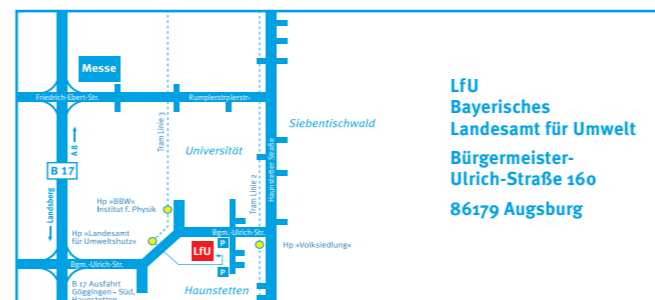 Messe
Friedrich-Ebert-Str.
Rumplerstrplerstr-
Tram Linie 3
Siebentischwald
Universität
A 8
B 17
Landsberg
Haunstetter Straße
Tram Linie 2
Hp »BBW«
Institut f. Physik
Hp »Landesamt
für Umweltshutz«
Bgm.-Ulrich-Str.
P
LfU
Hp »Volksiedlung«
Bgm.-Ulrich-Str.
P
B 17 Ausfahrt
Göggingen - Süd,
Haunstetten
Haunstetten
LfU
Bayerisches
Landesamt für Umwelt
Bürgermeister-
Ulrich-Straße 160
86179 Augsburg